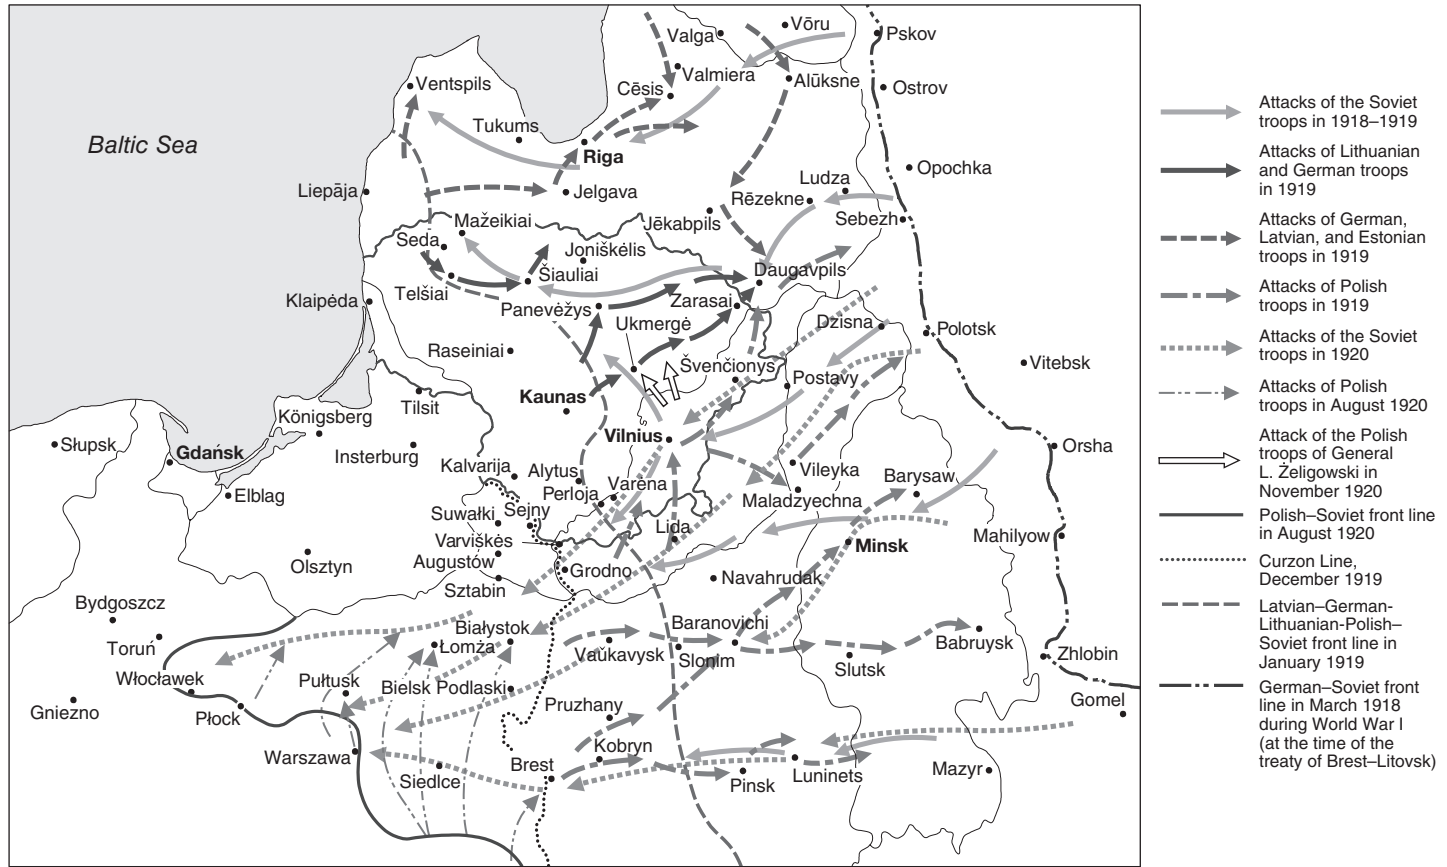 Baltic Sea
Vōru
Valga
Pskov
Valmiera
Alūksne
Ventspils
Cēsis
Ostrov
Tukums
Riga
Opochka
Liepāja
Jelgava
Ludza
Rēzekne
Sebezh
Mažeikiai
Jēkabpils
Seda
Joniškėlis
Šiauliai
Daugavpils
Telšiai
Klaipėda
Panevėžys
Zarasai
Ukmergė
Dzisna
Polotsk
Raseiniai
Švenčionys
Vitebsk
Postavy
Kaunas
Tilsit
Königsberg
Słupsk
Gdańsk
Vilnius
Orsha
Insterburg
Kalvarija
Alytus
Vileyka
Barysaw
Elbląg
Perloja
Varėna
Maladzyechna
Suwałki
Sejny
Lida
Varviškės
Minsk
Mahilyow
Augustów
Olsztyn
Grodno
Navahrudak
Sztabin
Bydgoszcz
Białystok
Baranovichi
Toruń
Łomża
Vaŭkavysk
Slonim
Babruysk
Slutsk
Zhlobin
Włocławek
Pułtusk
Bielsk Podlaski
Gomel
Gniezno
Płock
Pruzhany
Warszawa
Kobryn
Siedlce
Brest
Pinsk
Luninets
Mazyr
Attacks of the Soviet
troops in 1918–1919
Attacks of Lithuanian
and German troops
in 1919
Attacks of German,
Latvian, and Estonian
troops in 1919
Attacks of Polish
troops in 1919
Attacks of the Soviet
troops in 1920
Attacks of Polish
troops in August 1920
Attack of the Polish
troops of General
L. Żeligowski in
November 1920
Polish–Soviet front line
in August 1920
Curzon Line,
December 1919
Latvian–German-
Lithuanian-Polish–
Soviet front line in
January 1919
German–Soviet front
line in March 1918
during World War I
(at the time of the
treaty of Brest–Litovsk)